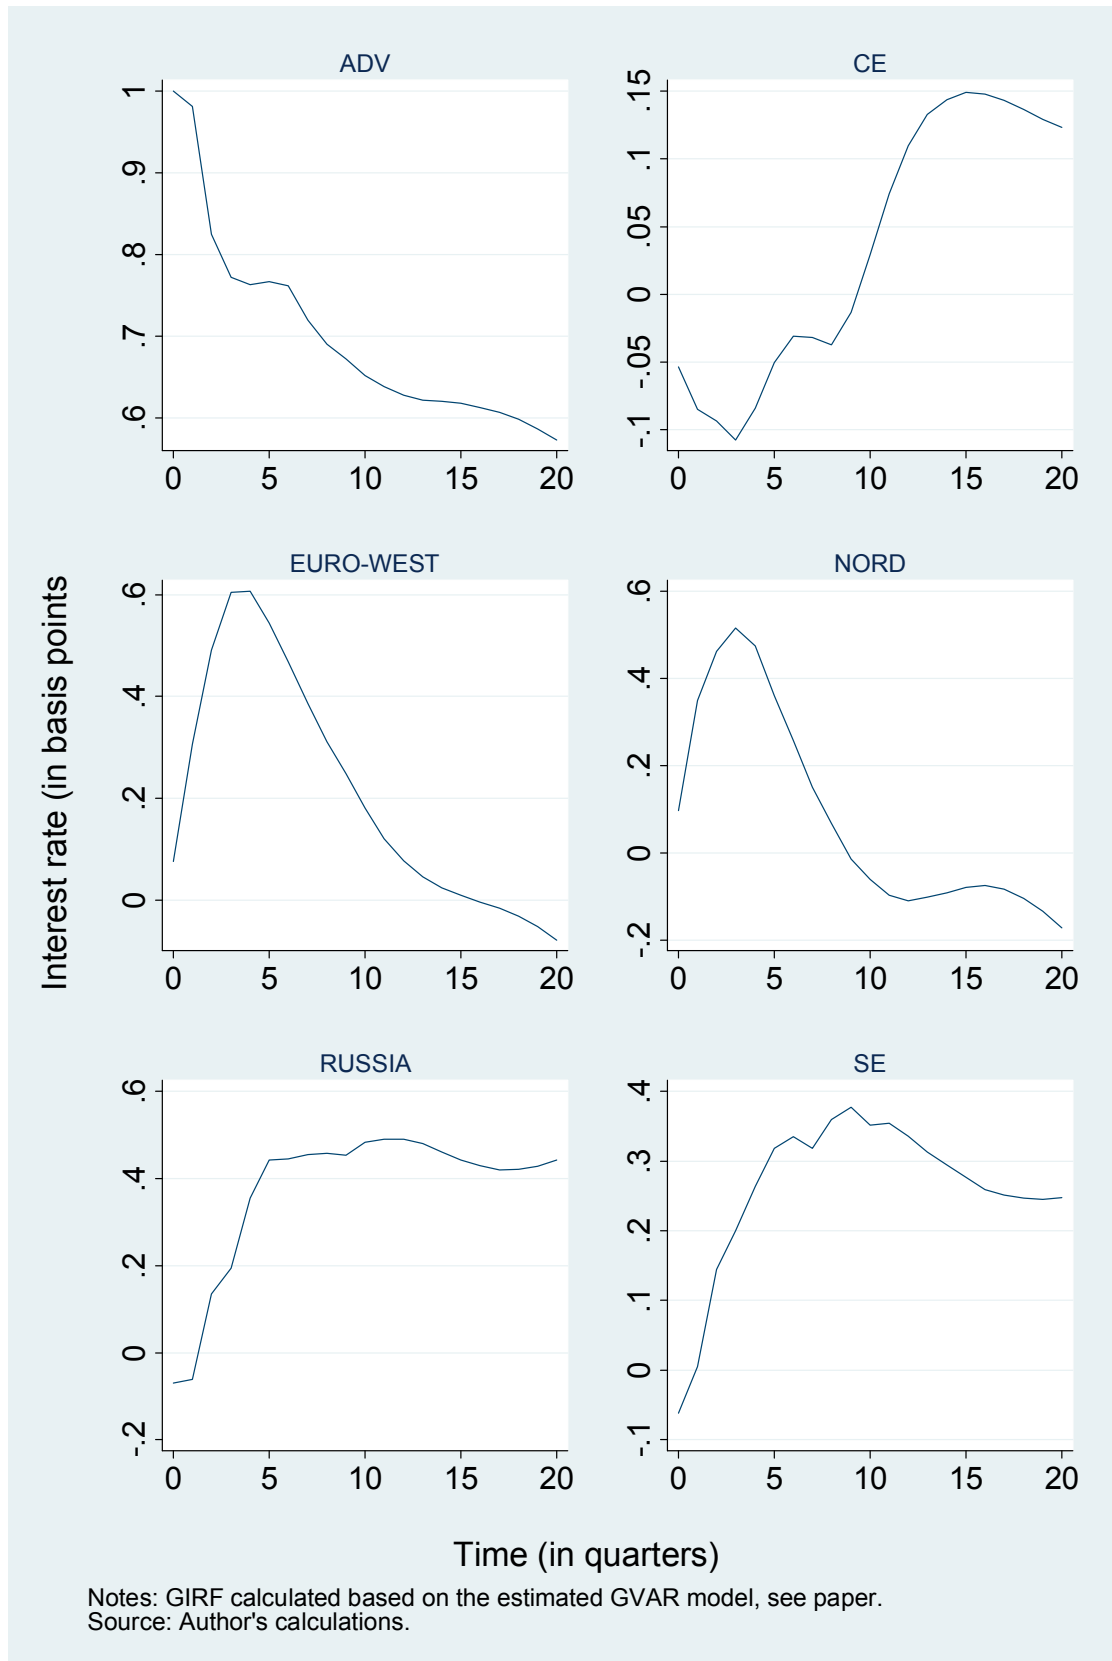 ADV
CE
1
.9
.8
.7
.6
0 5 10 15 20
.15
.1
.05
0
-.05
-.1
0 5 10 15 20
EURO-WEST
NORD
.6
.4
.2
0
0 5 10 15 20
.6
.4
.2
0
-.2
0 5 10 15 20
Interest rate (in basis points
RUSSIA
SE
.6
.4
.2
0
-.2
0 5 10 15 20
.4
.3
.2
.1
0
-.1
0 5 10 15 20
Time (in quarters)
Notes: GIRF calculated based on the estimated GVAR model, see paper.
Source: Author's calculations.